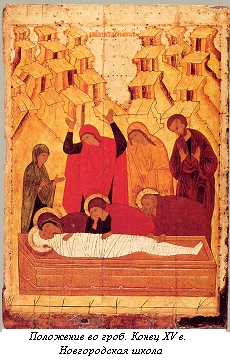 Положение во гроб. Конец XV в.
Новгородская школа